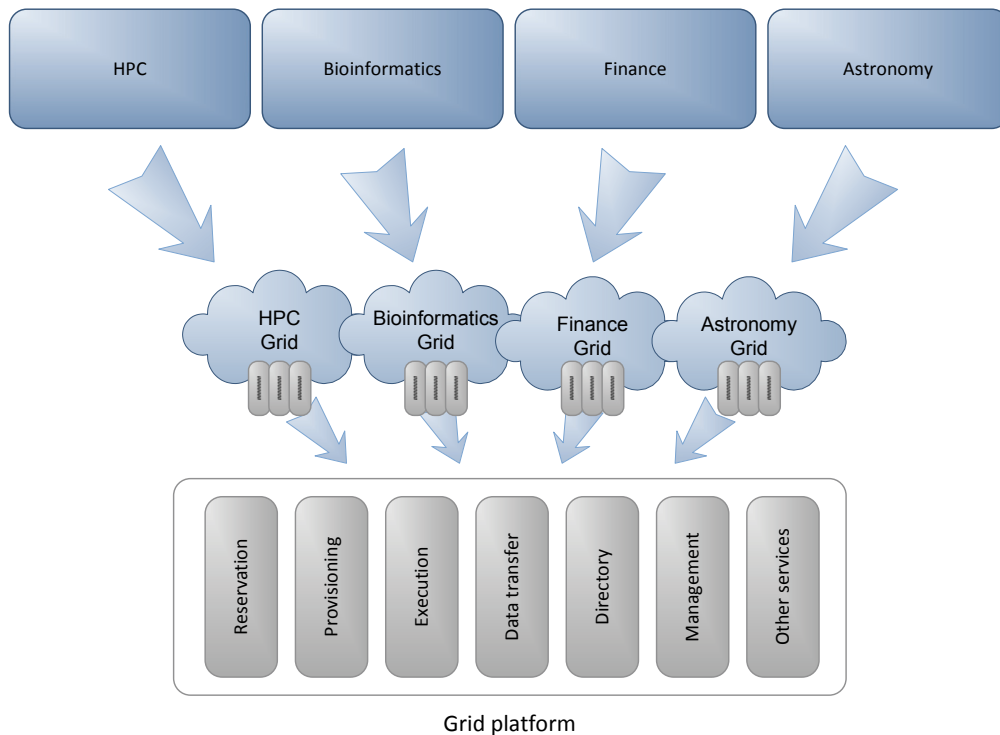 HPC
Bioinformatics
Finance
Astronomy
HPC
Grid
Bioinformatics
Grid
Finance
Grid
Astronomy
Grid
Reservation
Provisioning
Execution
Data transfer
Directory
Management
Other services
Grid platform